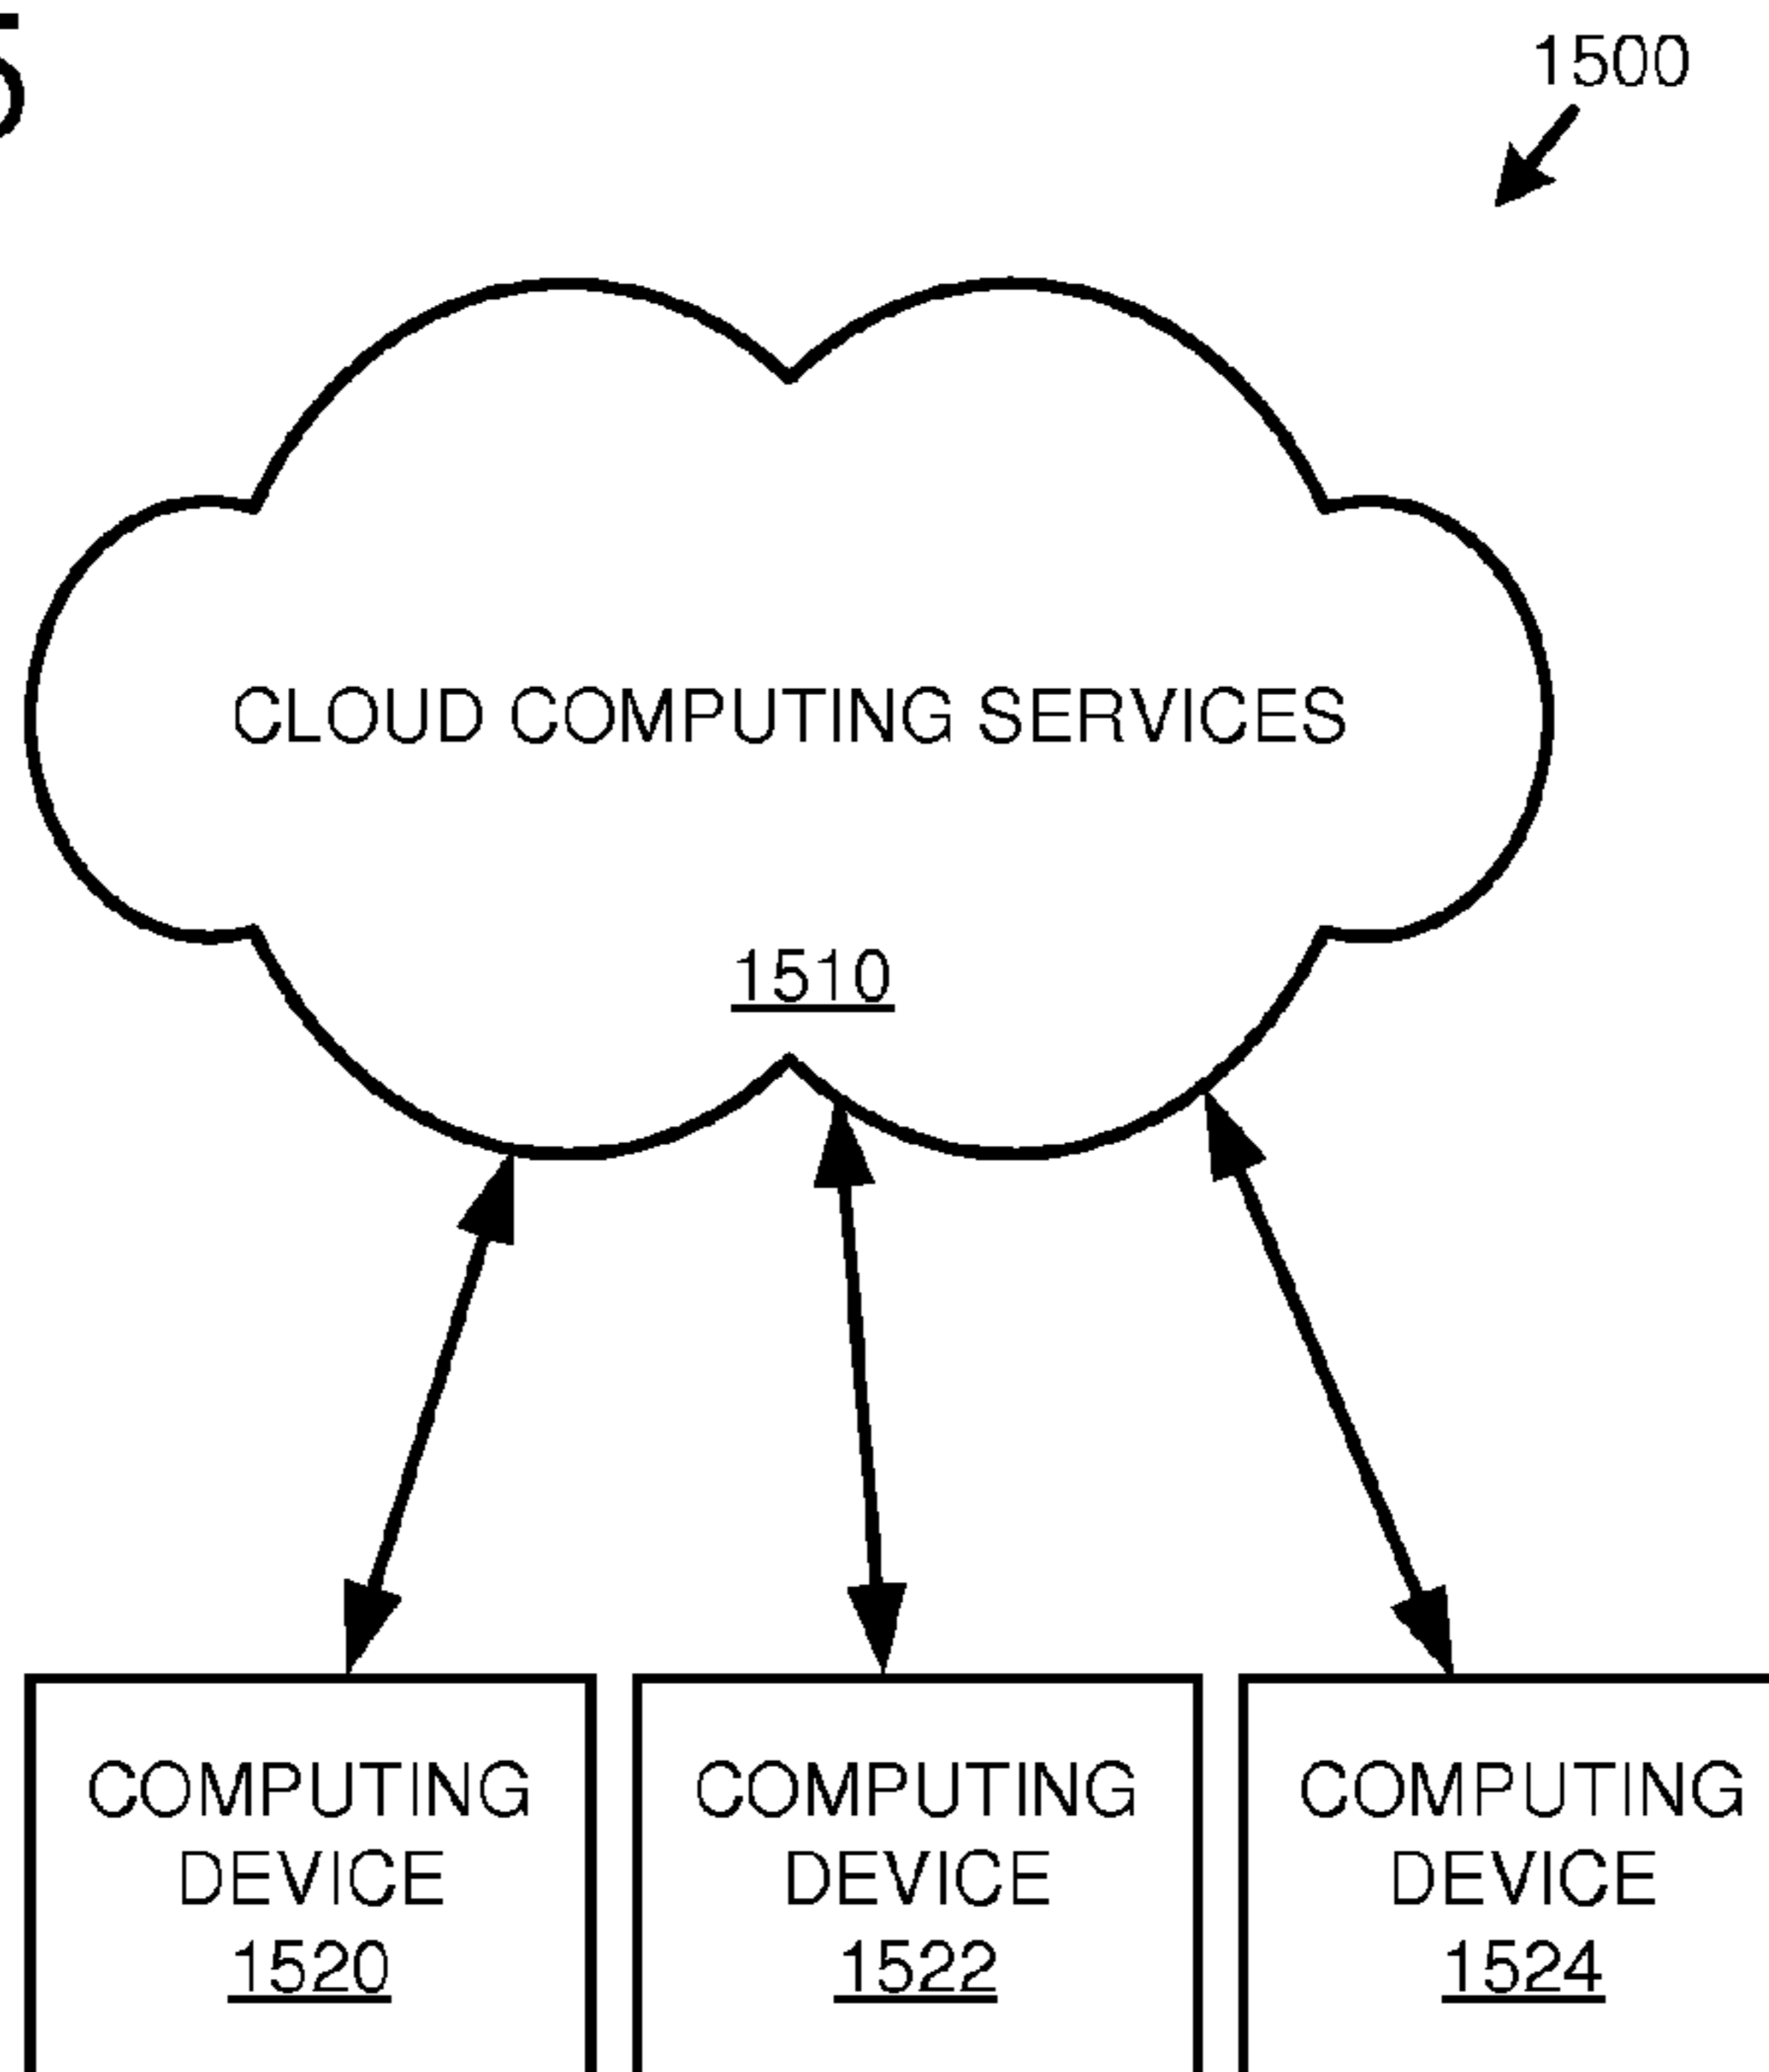 5
1500
CLOUD COMPUTING SERVICES
1510
COMPUTING
DEVICE
1520
COMPUTING
DEVICE
1522
COMPUTING
DEVICE
1524